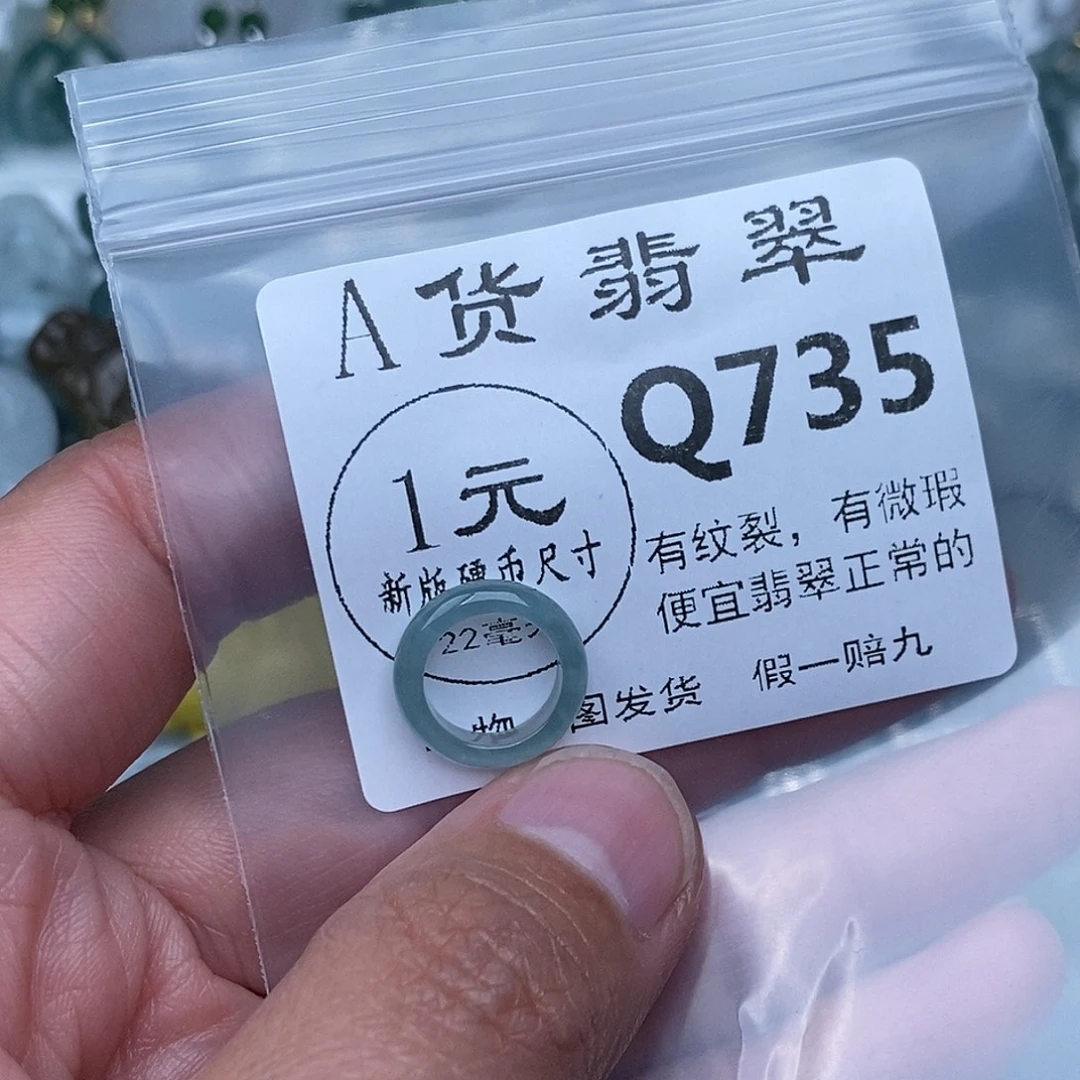 A货翡翠
Q735
1元
新版硬币尺寸
22毫
有纹裂，有微瑕
便宜翡翠正常的
物 图发货 假一赔九